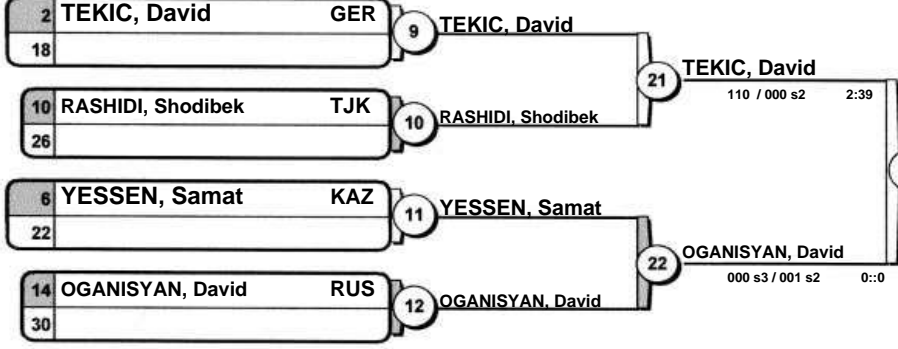 2 TEKIC, David GER
18
9
TEKIC, David
10 RASHIDI, Shodibek TJK
26
10
RASHIDI, Shodibek
21
TEKIC, David
110 / 000 s2 2:39
6 YESSEN, Samat KAZ
22
11
YESSEN, Samat
14 OGANISYAN, David RUS
30
12
OGANISYAN, David
22
OGANISYAN, David
000 s3 / 001 s2 0::0